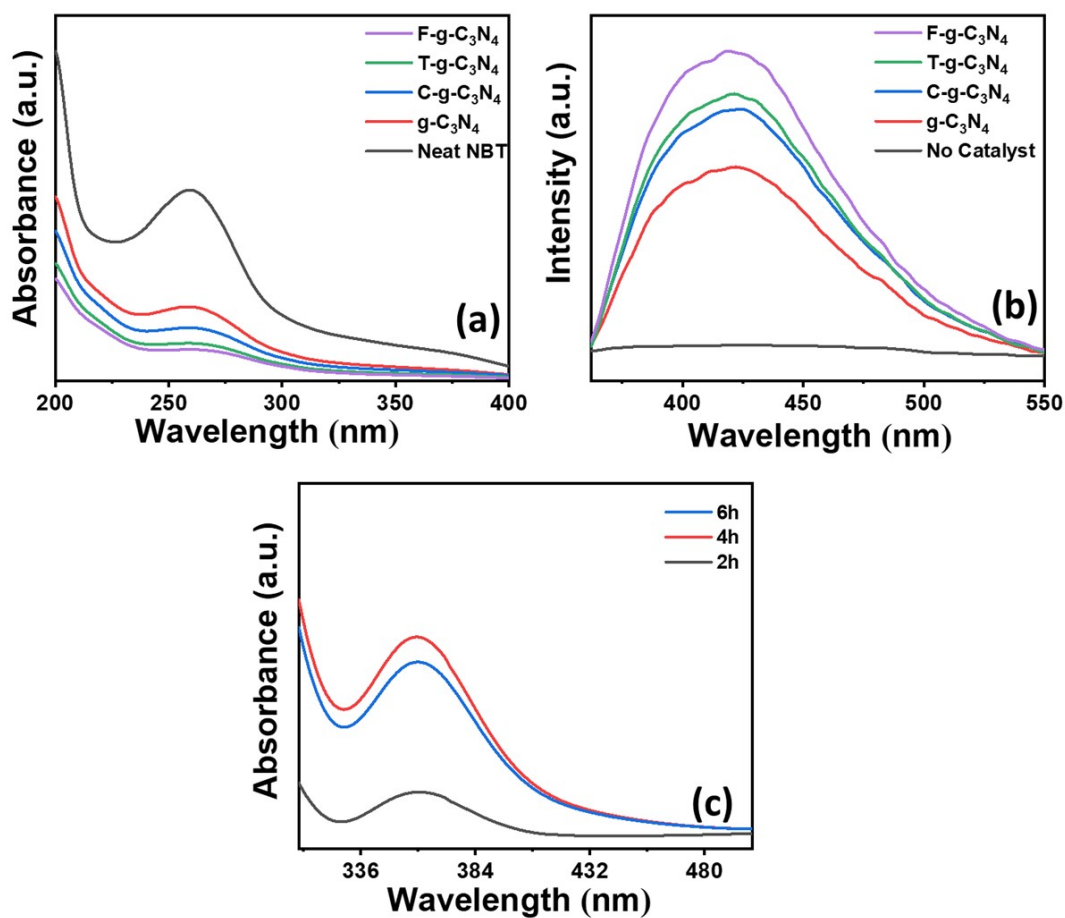 Absorbance (a.u.)
F-g-C₃N₄
T-g-C₃N₄
C-g-C₃N₄
g-C₃N₄
Neat NBT
(a)
200 250 300 350 400
Wavelength (nm)
Intensity (a.u.)
F-g-C₃N₄
T-g-C₃N₄
C-g-C₃N₄
g-C₃N₄
No Catalyst
(b)
400 450 500 550
Wavelength (nm)
Absorbance (a.u.)
6h
4h
2h
(c)
336 384 432 480
Wavelength (nm)